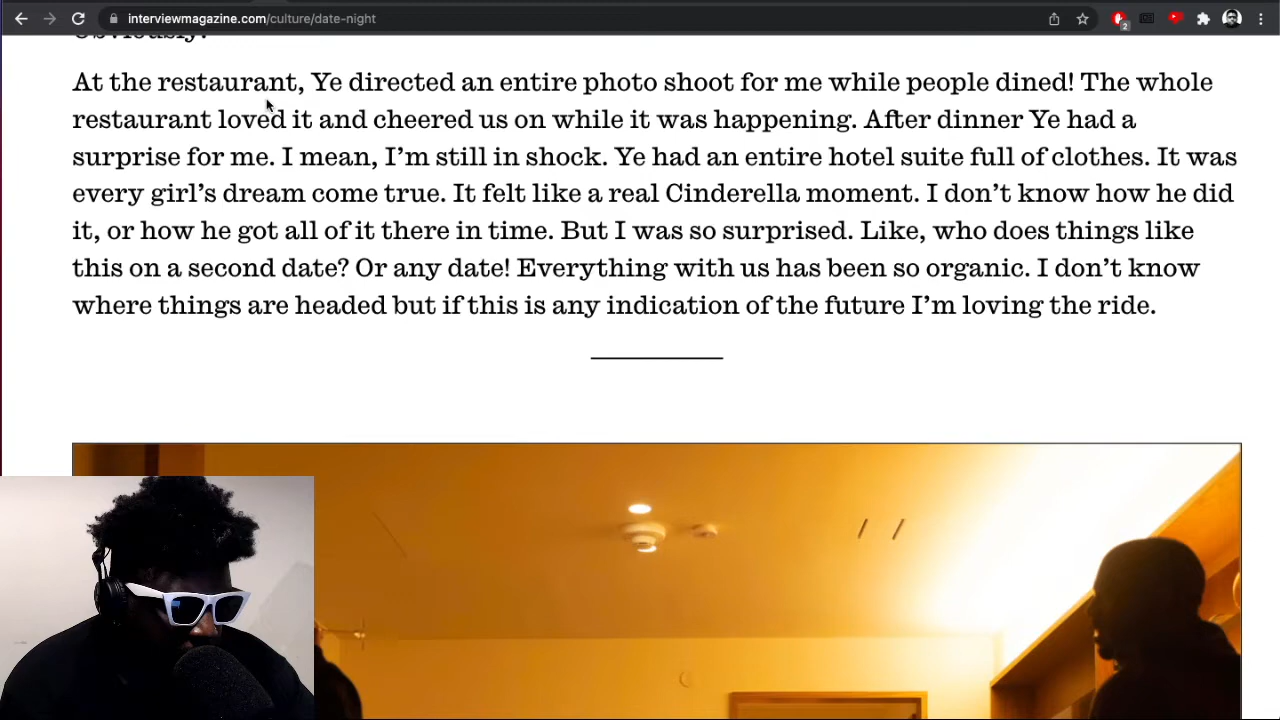 interviewmagazine.com/culture/date-night
2
Obviously.
At the restaurant, Ye directed an entire photo shoot for me while people dined! The whole
restaurant loved it and cheered us on while it was happening. After dinner Ye had a
surprise for me. I mean, I’m still in shock. Ye had an entire hotel suite full of clothes. It was
every girl’s dream come true. It felt like a real Cinderella moment. I don’t know how he did
it, or how he got all of it there in time. But I was so surprised. Like, who does things like
this on a second date? Or any date! Everything with us has been so organic. I don’t know
where things are headed but if this is any indication of the future I’m loving the ride.